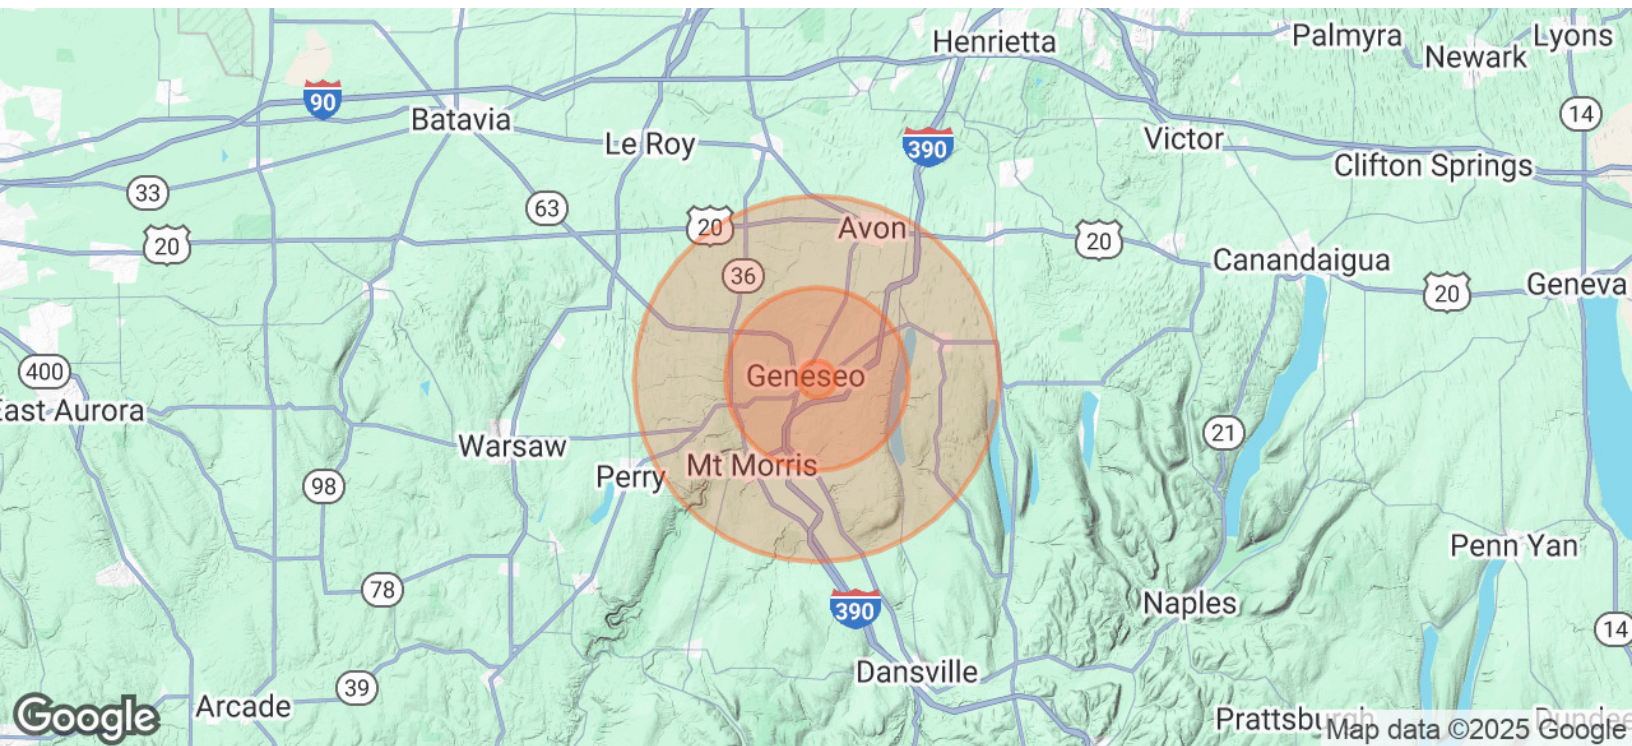 Palmyra
Lyons
Henrietta
Newark
90
Batavia
14
Le Roy
390
Victor
Clifton Springs
33
63
20
20
Avon
20
Canandaigua
36
Geneva
20
400
Geneseo
East Aurora
21
Warsaw
Mt Morris
Perry
98
Penn Yan
78
Naples
390
14
Dansville
39
Arcade
Google
Prattsburgh
Dundee
Map data ©2025 Google